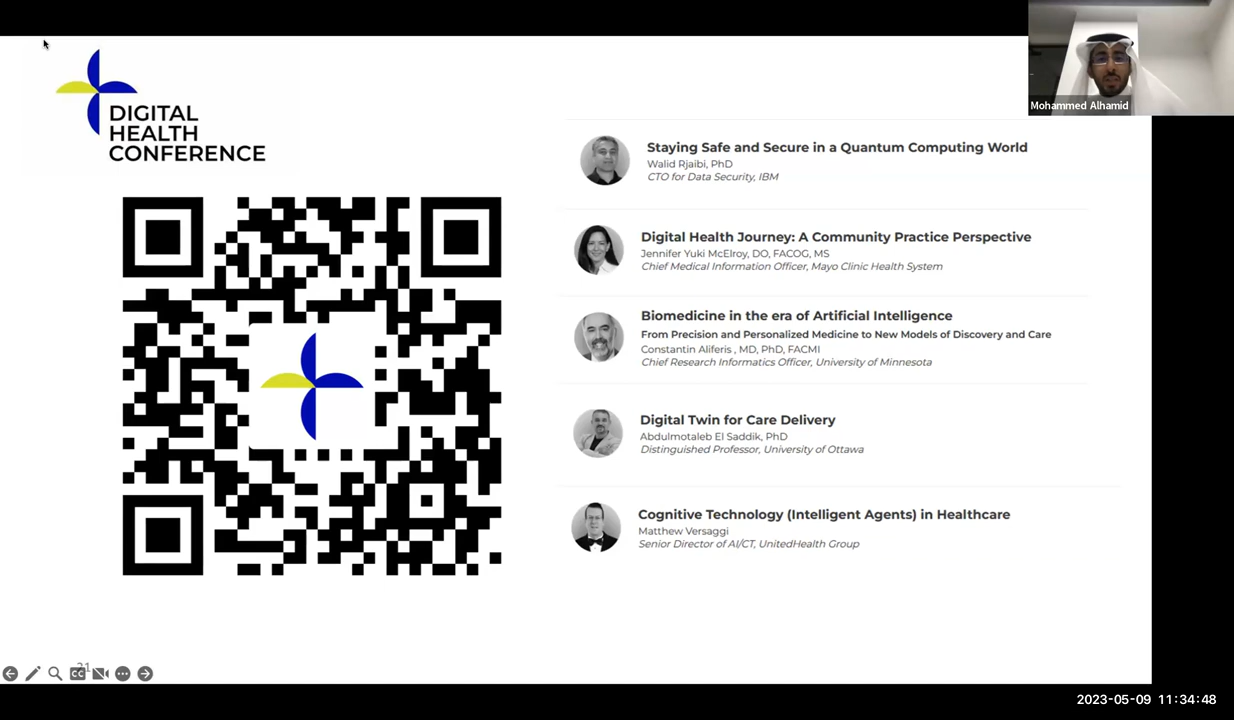 DIGITAL
HEALTH
CONFERENCE
Mohammed Alhamid
Staying Safe and Secure in a Quantum Computing World
Walid Rjaibi, PhD
CTO for Data Security, IBM
Digital Health Journey: A Community Practice Perspective
Jennifer Yuki McElroy, DO, FACOG, MS
Chief Medical Information Officer, Mayo Clinic Health System
Biomedicine in the era of Artificial Intelligence
From Precision and Personalized Medicine to New Models of Discovery and Care
Constantin Aliferis , MD, PhD, FACMI
Chief Research Informatics Officer, University of Minnesota
Digital Twin for Care Delivery
Abdulmotaleb El Saddik, PhD
Distinguished Professor, University of Ottawa
Cognitive Technology (Intelligent Agents) in Healthcare
Matthew Versaggi
Senior Director of AI/CT, UnitedHealth Group
CC
2023-05-09 11:34:48